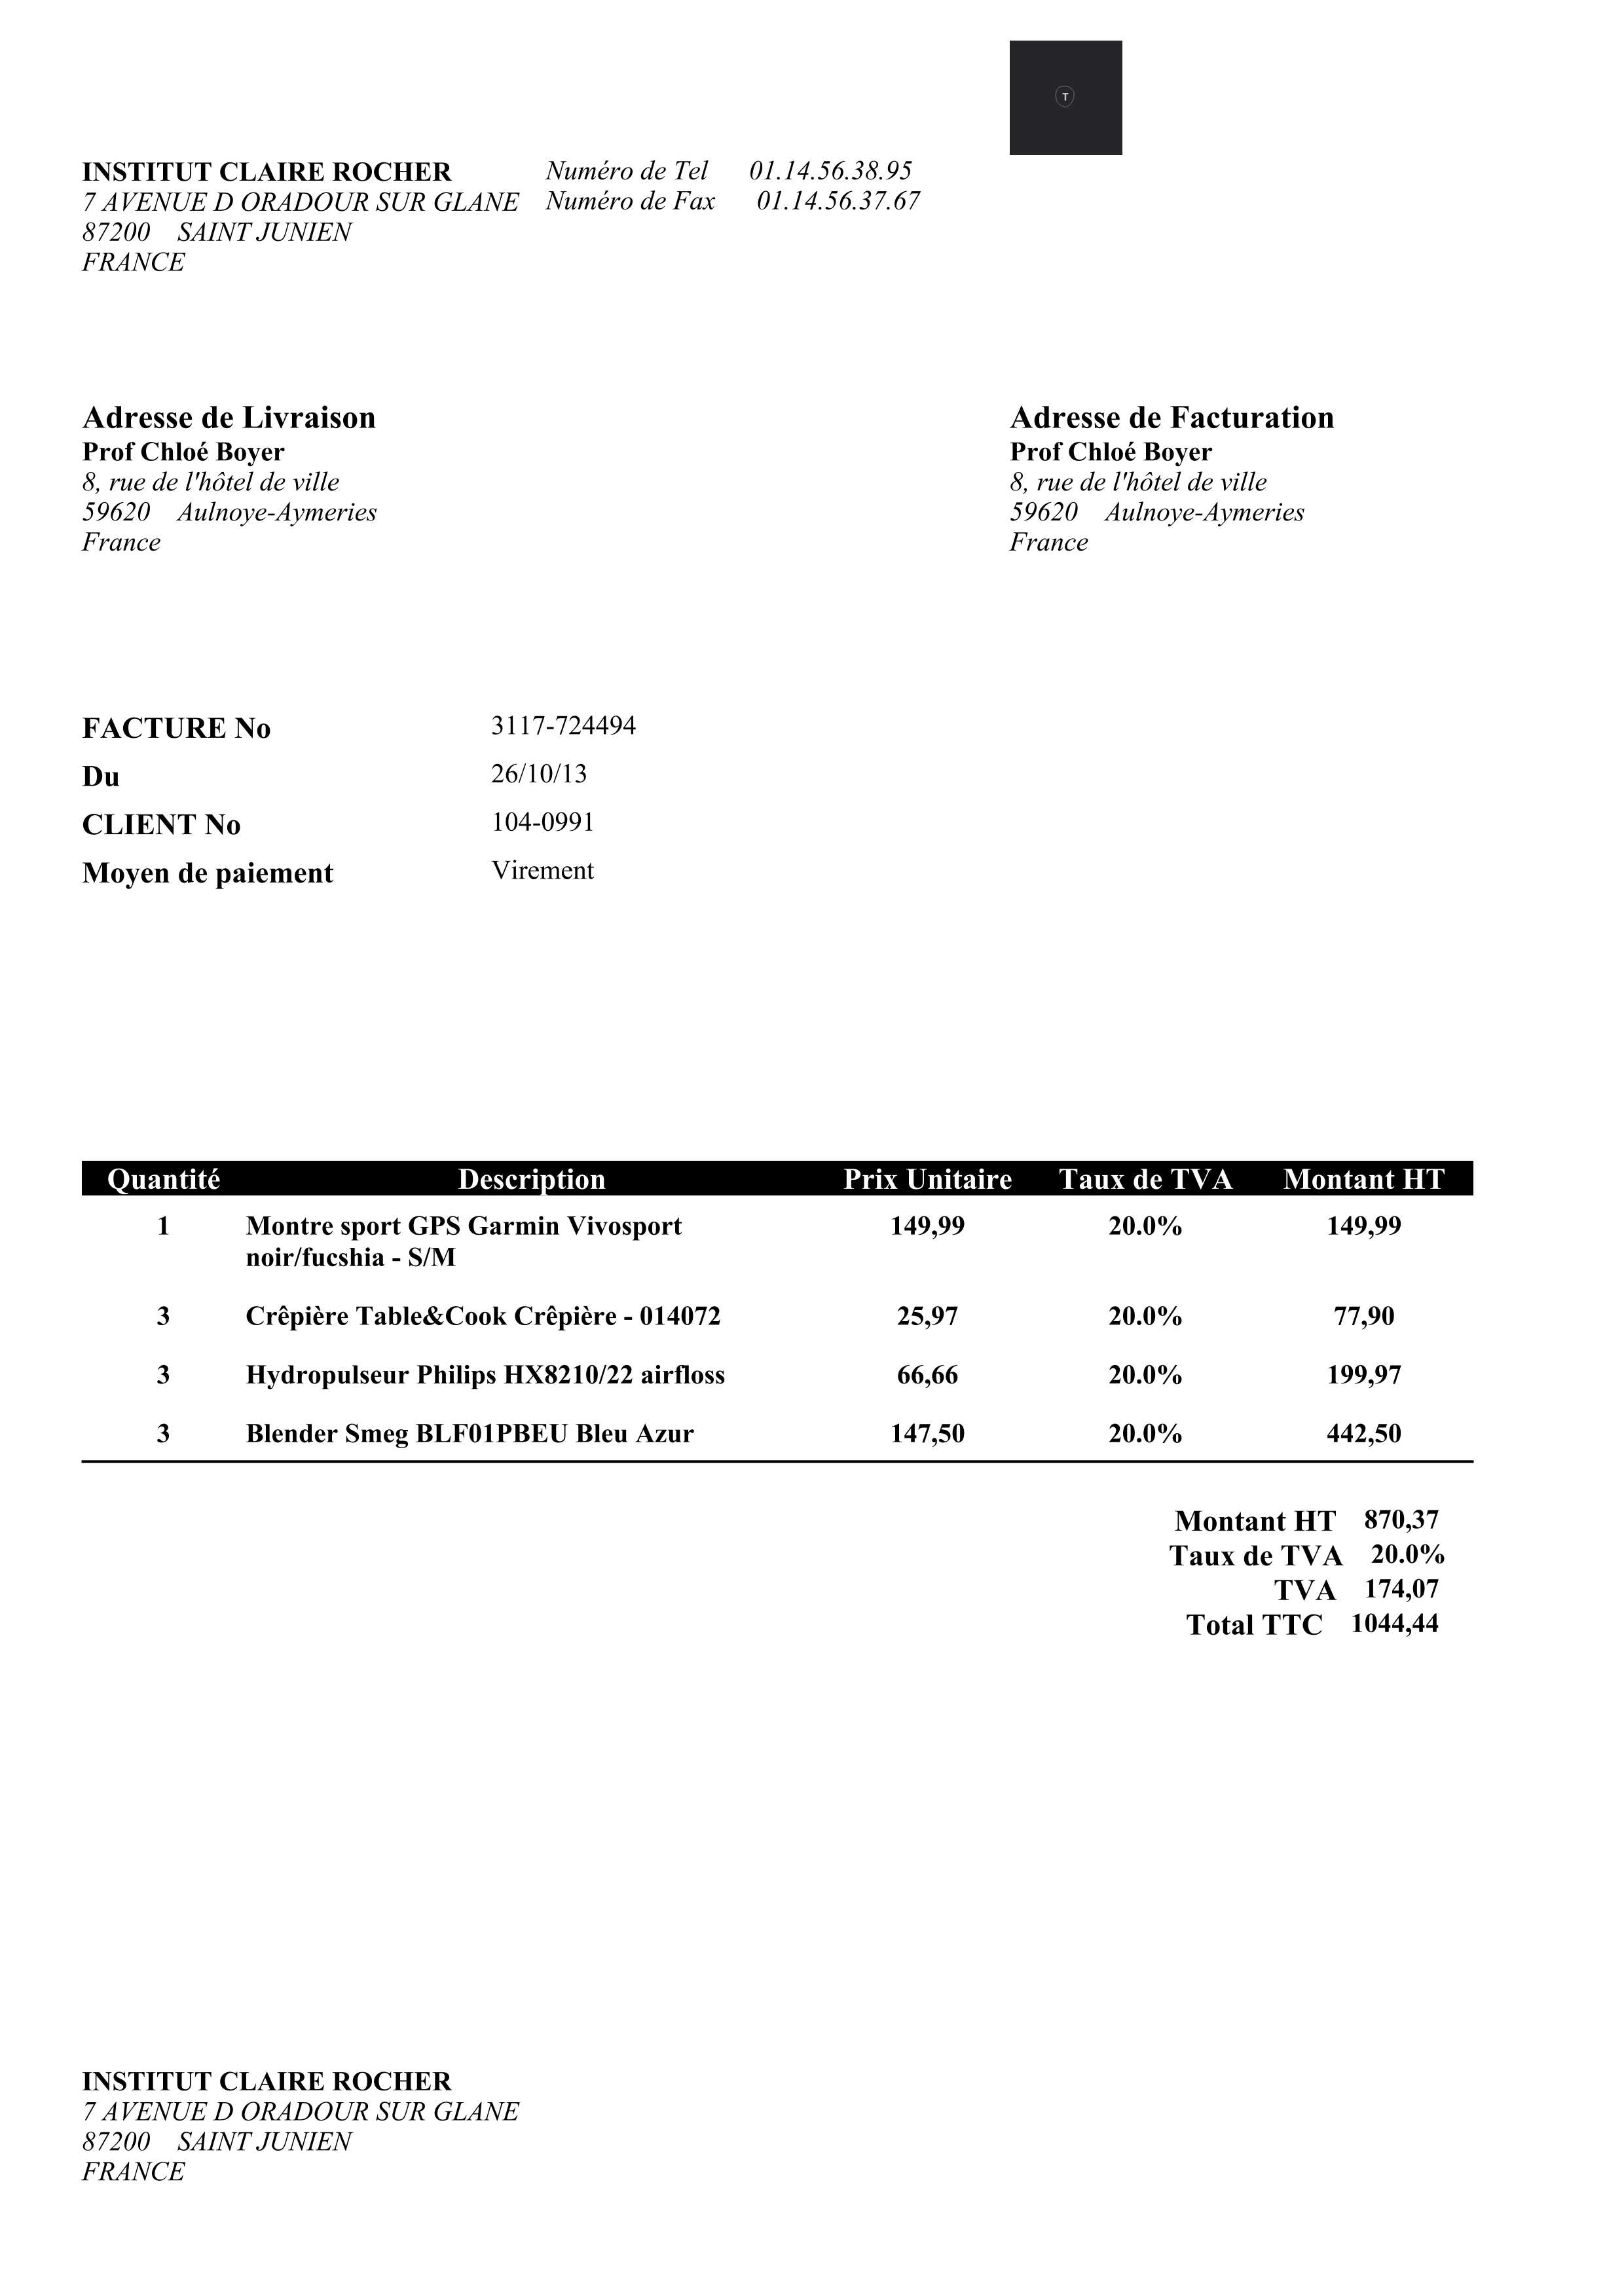 T
INSTITUT CLAIRE ROCHER Numéro de Tel 01.14.56.38.95
7 AVENUE D ORADOUR SUR GLANE Numéro de Fax 01.14.56.37.67
87200 SAINT JUNIEN
FRANCE
Adresse de Livraison
Prof Chloé Boyer
8, rue de l'hôtel de ville
59620 Aulnoye-Aymeries
France
Adresse de Facturation
Prof Chloé Boyer
8, rue de l'hôtel de ville
59620 Aulnoye-Aymeries
France
FACTURE No 3117-724494
Du 26/10/13
CLIENT No 104-0991
Moyen de paiement Virement
Quantité Description Prix Unitaire Taux de TVA Montant HT
1 Montre sport GPS Garmin Vivosport 149,99 20.0% 149,99
noir/fucshia - S/M
3 Crêpière Table&Cook Crêpière - 014072 25,97 20.0% 77,90
3 Hydropulseur Philips HX8210/22 airfloss 66,66 20.0% 199,97
3 Blender Smeg BLF01PBEU Bleu Azur 147,50 20.0% 442,50
Montant HT 870,37
Taux de TVA 20.0%
TVA 174,07
Total TTC 1044,44
INSTITUT CLAIRE ROCHER
7 AVENUE D ORADOUR SUR GLANE
87200 SAINT JUNIEN
FRANCE